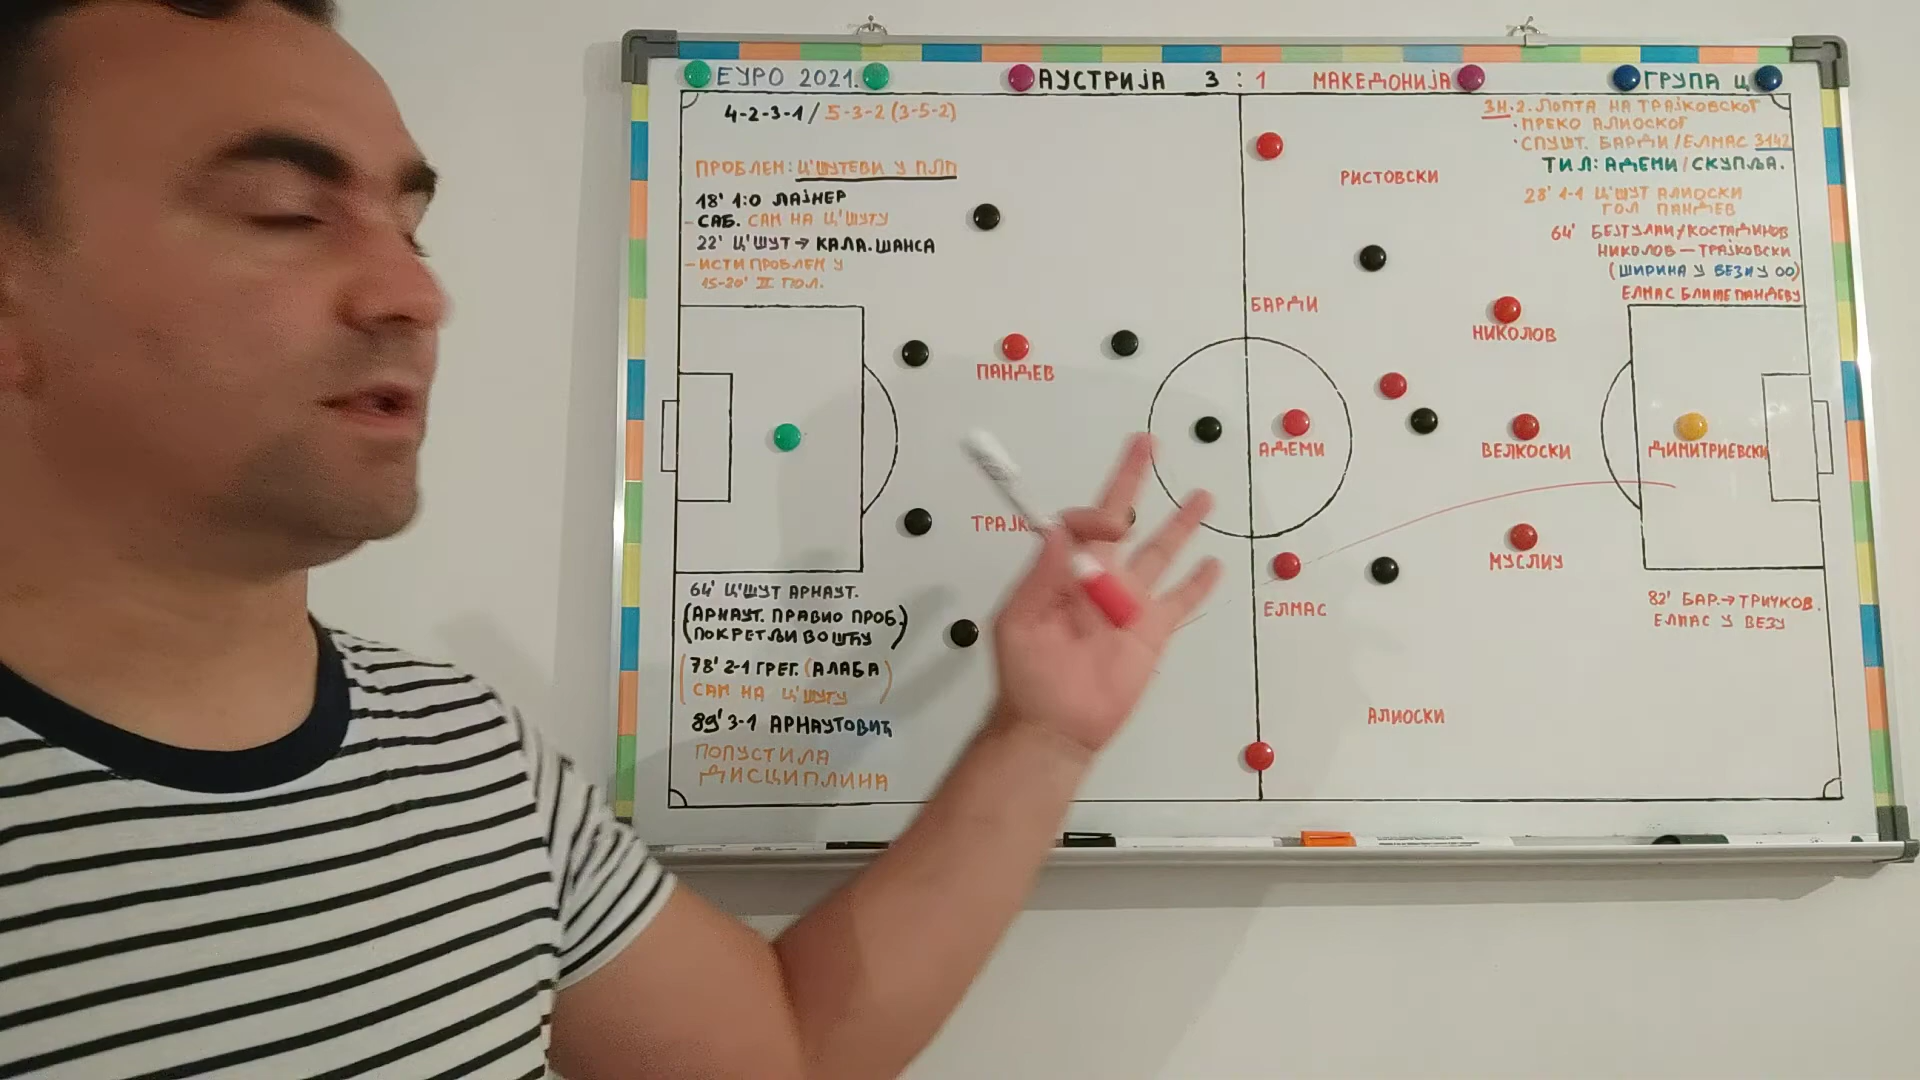 ЕУРО 2021.
АУСТРИЈА 3 : 1 МАКЕДОНИЈА
ГРУПА Ц
4-2-3-1 / 5-3-2 (3-5-2)
ПРОБЛЕМ: Ц'ШУТЕВИ У ПЛП
18' 1:0 ЛАЈНЕР
- САБ. САМ НА Ц'ШУТУ
22' Ц'ШУТ → КАЛА. ШАНСА
- ИСТИ ПРОБЛЕМ У
15-20' II ПОЛ.
64' Ц'ШУТ АРНАУТ.
(АРНАУТ. ПРАВИО ПРОБ.
ПОКРЕТЉИВОШЋУ)
(78' 2-1 ГРЕГ. (АЛАБА)
САМ НА Ц'ШУТУ)
89' 3-1 АРНАУТОВИЋ
ПОПУСТИЛА
ДИСЦИПЛИНА
ПАНДЕВ
БАРДИ
АДЕМИ
ЕЛМАС
РИСТОВСКИ
АЛИОСКИ
НИКОЛОВ
ВЕЛКОСКИ
МУСЛИУ
ДИМИТРИЕВСКИ
ЗН. 2. ЛОПТА НА ТРАЈКОВСКОГ
· ПРЕКО АЛИОСКОГ
· СПУШТ. БАРДИ/ЕЛМАС 3142
ТИЛ: АДЕМИ / СКУПЉА.
28' 1-1 Ц'ШУТ АЛИОСКИ
ГОЛ ПАНДЕВ
64' БЕЈТУЛАИ/КОСТАДИНОВ
НИКОЛОВ — ТРАЈКОВСКИ
(ШИРИНА У ВЕЗИ У ОО)
ЕЛМАС БЛИЖЕ ПАНДЕВУ
82' БАР. → ТРИЧКОВ.
ЕЛМАС У ВЕЗУ